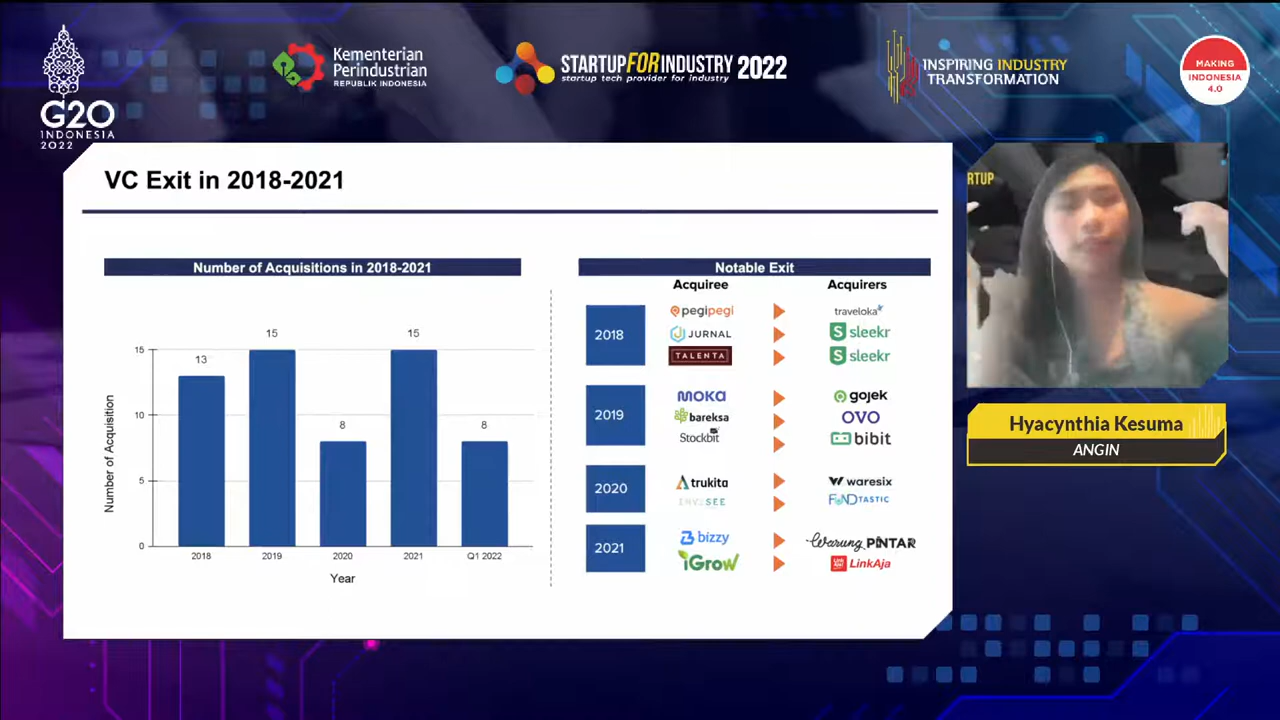 G20
INDONESIA
2022
Kementerian
Perindustrian
REPUBLIK INDONESIA
STARTUPFORINDUSTRY 2022
startup tech provider for industry
INSPIRING INDUSTRY
TRANSFORMATION
MAKING
INDONESIA
4.0
VC Exit in 2018-2021
Number of Acquisitions in 2018-2021
Number of Acquisition
15
10
5
0
13
15
8
15
8
2018
2019
2020
2021
Q1 2022
Year
Notable Exit
Acquiree
Acquirers
2018
pegipegi
traveloka
JURNAL
sleekr
TALENTA
sleekr
2019
MOKA
gojek
bareksa
OVO
Stockbit
bibit
2020
trukita
waresix
INVISEE
FUNDTASTIC
2021
bizzy
Warung PINTAR
iGrow
LinkAja
RTUP
Hyacynthia Kesuma
ANGIN